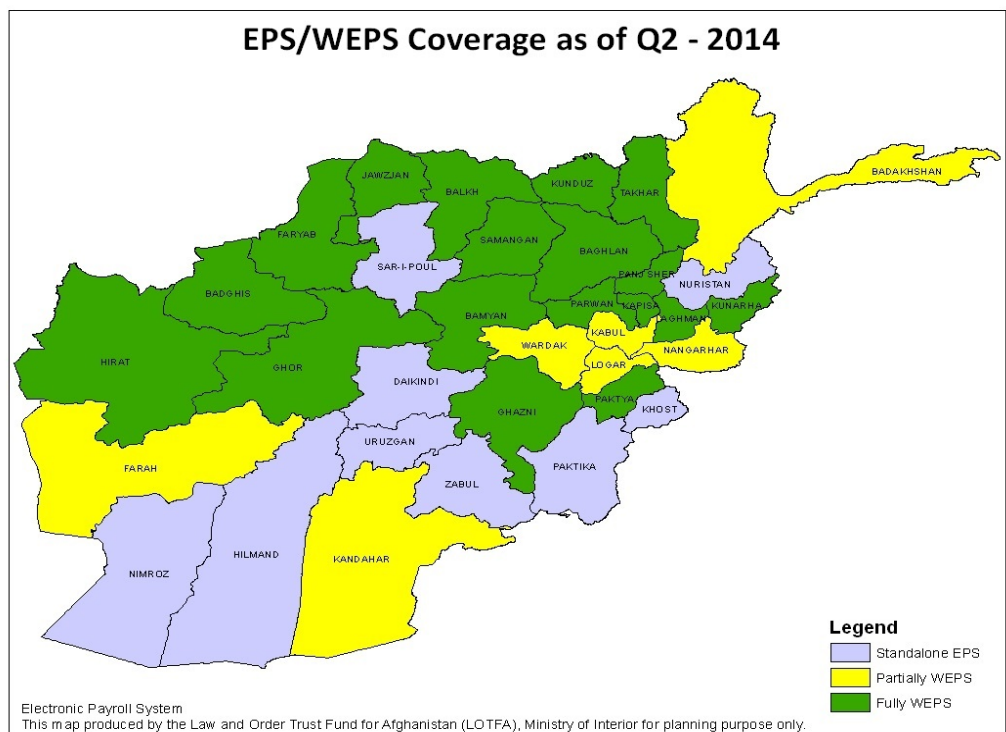 EPS/WEPS Coverage as of Q2 - 2014
BADAKHSHAN
JAWZJAN
BALKH
KUNDUZ
TAKHAR
FARYAB
SAMANGAN
BAGHLAN
SAR-I-POUL
PANJ SHER
NURISTAN
BADGHIS
PARWAN
KAPISA
KUNARHA
BAMYAN
AGHMAN
KABUL
WARDAK
NANGARHAR
HIRAT
GHOR
LOGAR
DAIKINDI
PAKTYA
KHOST
GHAZNI
URUZGAN
FARAH
PAKTIKA
ZABUL
KANDAHAR
HILMAND
NIMROZ
Legend
Standalone EPS
Partially WEPS
Fully WEPS
Electronic Payroll System
This map produced by the Law and Order Trust Fund for Afghanistan (LOTFA), Ministry of Interior for planning purpose only.